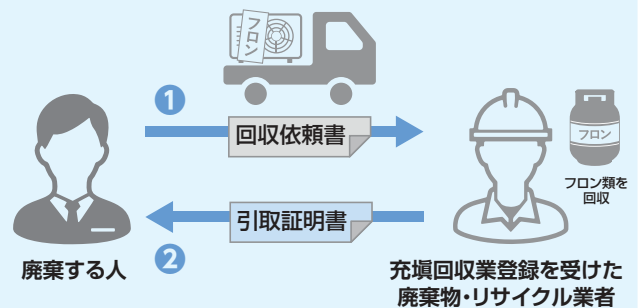 フロン
❶
回収依頼書
フロン
フロン類を
回収
引取証明書
❷
廃棄する人
充塡回収業登録を受けた
廃棄物・リサイクル業者